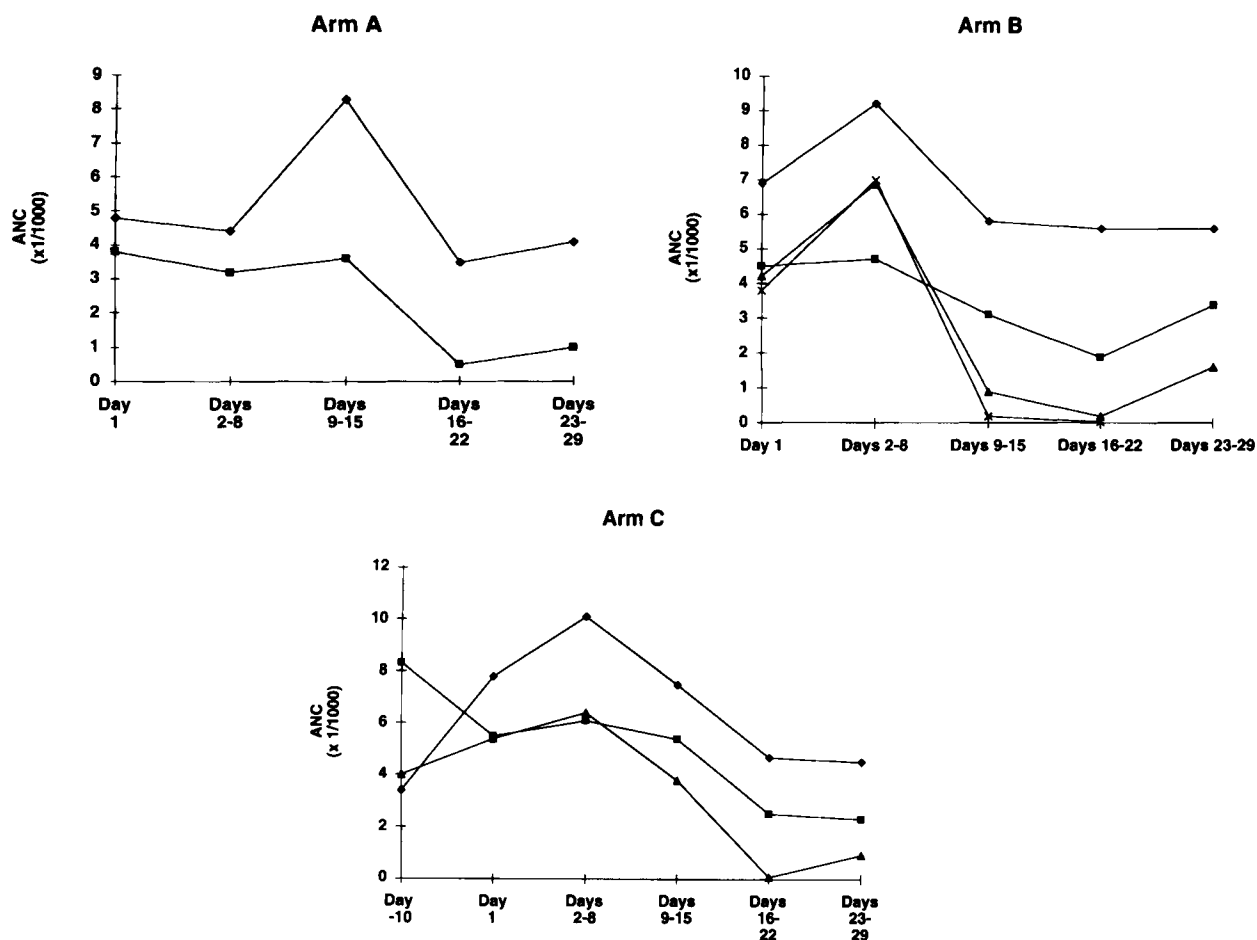 Arm A
ANC
(x1/1000)
9
8
7
6
5
4
3
2
1
0
Day
1
Days
2-8
Days
9-15
Days
16-
22
Days
23-
29
Arm B
ANC
(x1/1000)
10
9
8
7
6
5
4
3
2
1
0
Day 1
Days 2-8
Days 9-15
Days 16-22
Days 23-29
Arm C
ANC
(x 1/1000)
12
10
8
6
4
2
0
Day
-10
Day
1
Days
2-8
Days
9-15
Days
16-
22
Days
23-
29